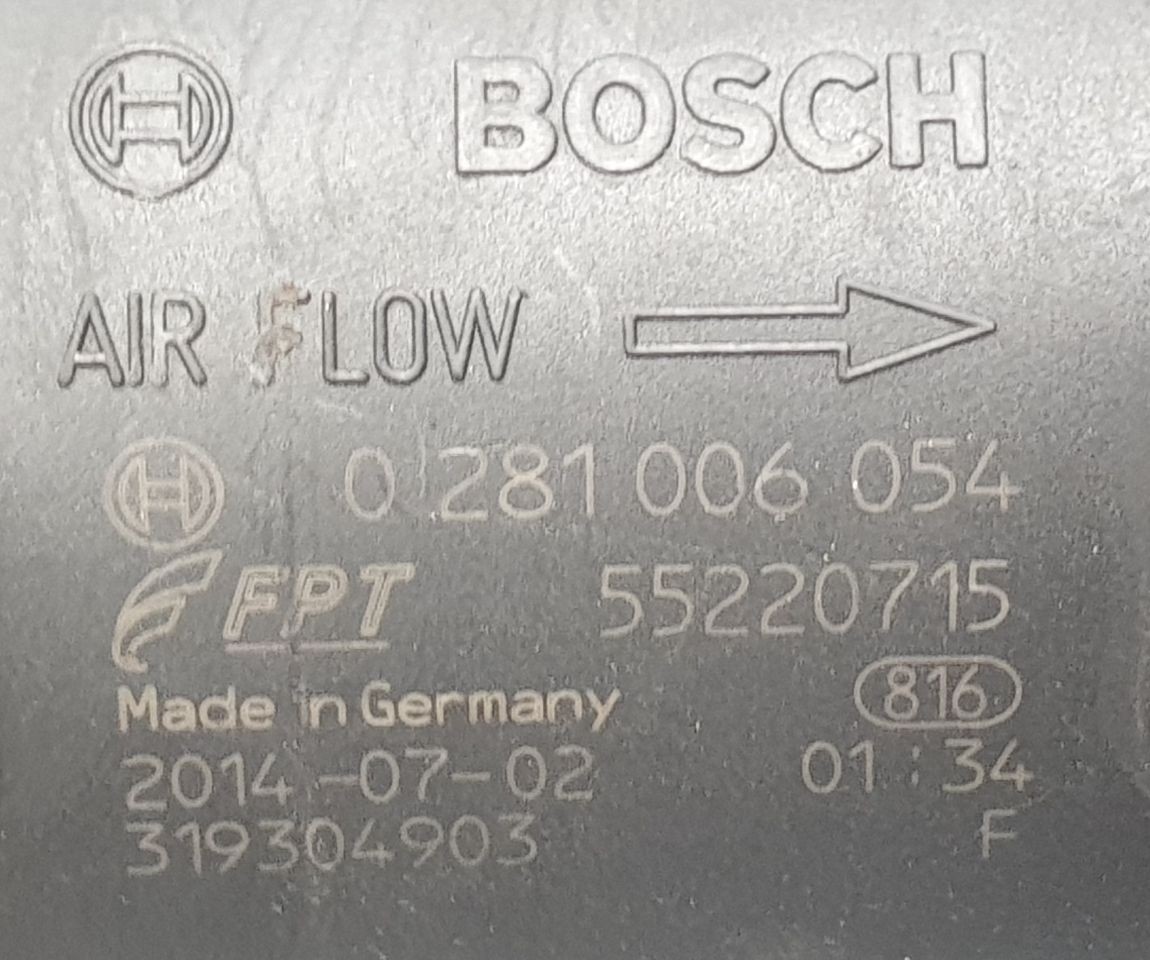 BOSCH
AIR FLOW
0 281 006 054
FPT 55220715
Made in Germany 816
2014-07-02 01:34
319304903 F